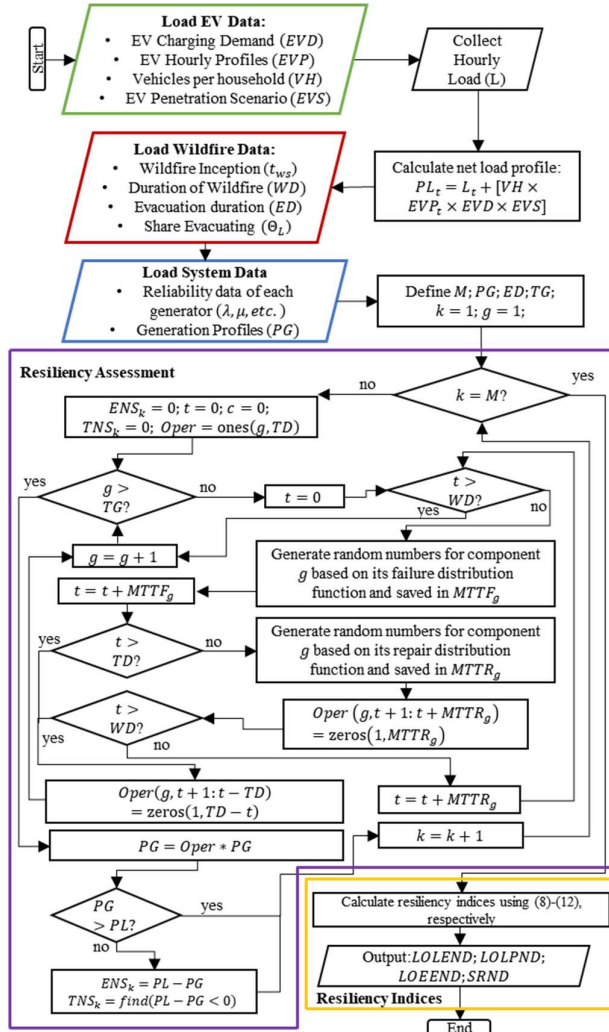 Start
Load EV Data:
• EV Charging Demand (EVD)
• EV Hourly Profiles (EVP)
• Vehicles per household (VH)
• EV Penetration Scenario (EVS)
Collect
Hourly
Load (L)
Calculate net load profile:
PL_t = L_t + [VH ×
EVP_t × EVD × EVS]
Load Wildfire Data:
• Wildfire Inception (t_ws)
• Duration of Wildfire (WD)
• Evacuation duration (ED)
• Share Evacuating (Θ_L)
Load System Data
• Reliability data of each
generator (λ, μ, etc.)
• Generation Profiles (PG)
Define M; PG; ED; TG;
k = 1; g = 1;
Resiliency Assessment
k = M?
no
yes
ENS_k = 0; t = 0; c = 0;
TNS_k = 0; Oper = ones(g, TD)
g >
TG?
yes
no
t = 0
t >
WD?
yes
no
g = g + 1
Generate random numbers for component
g based on its failure distribution
function and saved in MTTF_g
t = t + MTTF_g
t >
TD?
yes
no
Generate random numbers for component
g based on its repair distribution
function and saved in MTTR_g
Oper (g, t + 1: t + MTTR_g)
= zeros(1, MTTR_g)
t >
WD?
yes
no
Oper(g, t + 1: t − TD)
= zeros(1, TD − t)
t = t + MTTR_g
PG = Oper * PG
k = k + 1
PG
> PL?
yes
no
ENS_k = PL − PG
TNS_k = find(PL − PG < 0)
Calculate resiliency indices using (8)-(12),
respectively
Output: LOLEND; LOLPND;
LOEEND; SRND
Resiliency Indices
End